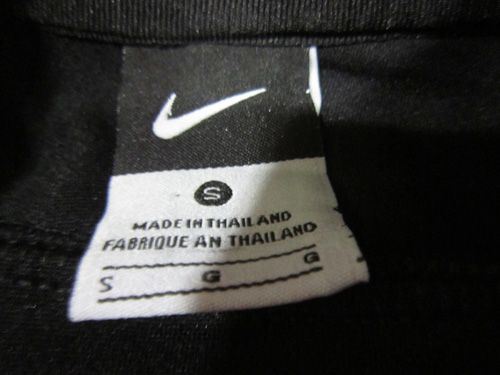 S
MADE IN THAILAND
FABRIQUE AN THAILAND
S G G